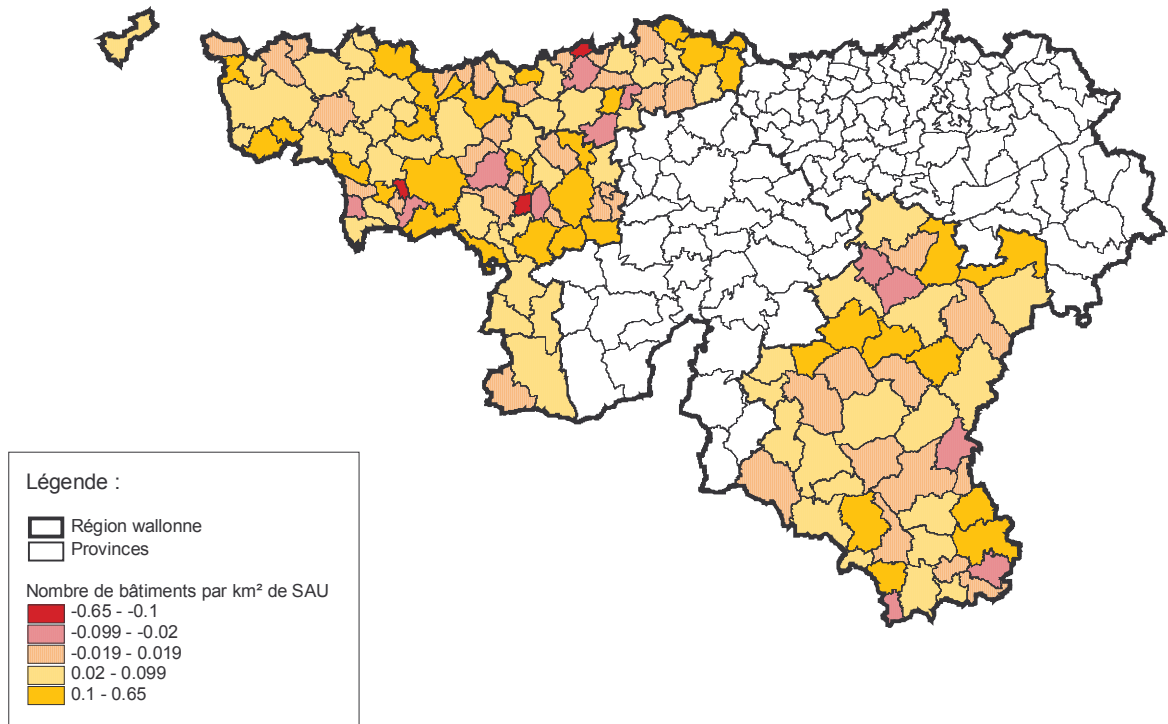 Légende :
Région wallonne
Provinces
Nombre de bâtiments par km² de SAU
-0.65 - -0.1
-0.099 - -0.02
-0.019 - 0.019
0.02 - 0.099
0.1 - 0.65